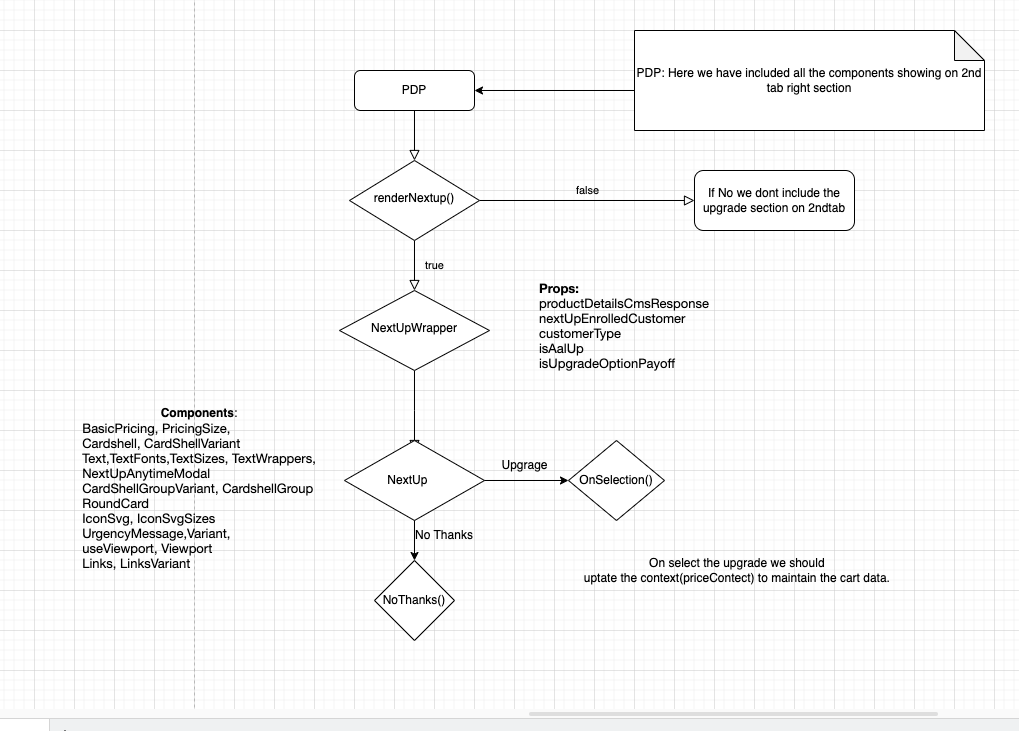 PDP: Here we have included all the components showing on 2nd
tab right section
PDP
renderNextup()
false
If No we dont include the
upgrade section on 2ndtab
true
NextUpWrapper
Props:
productDetailsCmsResponse
nextUpEnrolledCustomer
customerType
isAalUp
isUpgradeOptionPayoff
Components:
BasicPricing, PricingSize,
Cardshell, CardShellVariant
Text,TextFonts,TextSizes, TextWrappers,
NextUpAnytimeModal
CardShellGroupVariant, CardshellGroup
RoundCard
IconSvg, IconSvgSizes
UrgencyMessage,Variant,
useViewport, Viewport
Links, LinksVariant
NextUp
Upgrage
OnSelection()
No Thanks
NoThanks()
On select the upgrade we should
uptate the context(priceContect) to maintain the cart data.